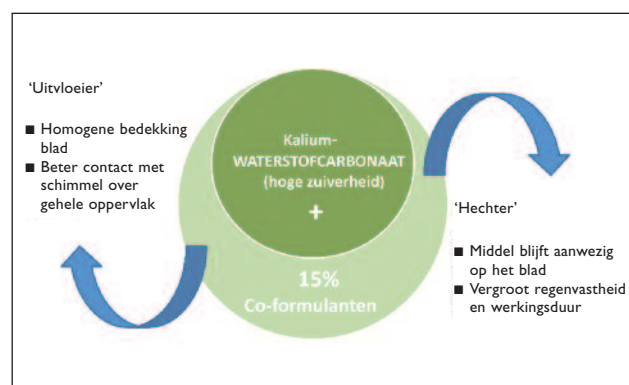 ‘Uitvloeier’
■ Homogene bedekking
blad
■ Beter contact met
schimmel over
gehele oppervlak
Kalium-
WATERSTOFCARBONAAT
(hoge zuiverheid)
+
15%
Co-formulanten
‘Hechter’
■ Middel blijft aanwezig
op het blad
■ Vergroot regenvastheid
en werkingsduur